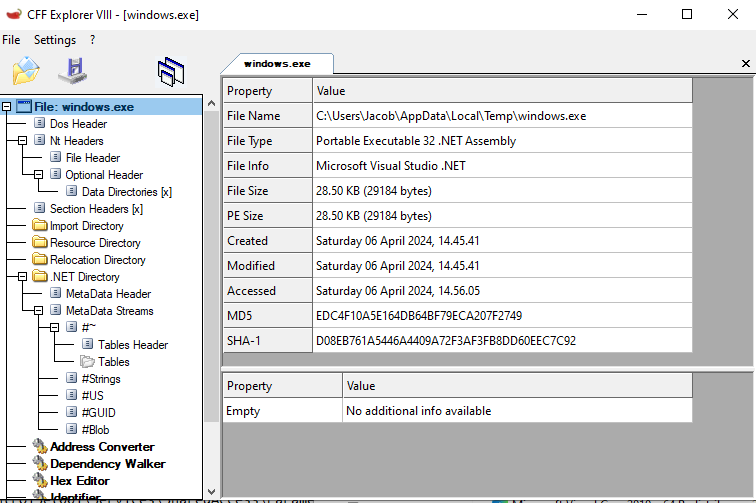 CFF Explorer VIII - [windows.exe]
File Settings ?
windows.exe
File: windows.exe
Dos Header
Nt Headers
File Header
Optional Header
Data Directories [x]
Section Headers [x]
Import Directory
Resource Directory
Relocation Directory
.NET Directory
MetaData Header
MetaData Streams
#~
Tables Header
Tables
#Strings
#US
#GUID
#Blob
Address Converter
Dependency Walker
Hex Editor
Identifier
Property Value
File Name C:\Users\Jacob\AppData\Local\Temp\windows.exe
File Type Portable Executable 32 .NET Assembly
File Info Microsoft Visual Studio .NET
File Size 28.50 KB (29184 bytes)
PE Size 28.50 KB (29184 bytes)
Created Saturday 06 April 2024, 14.45.41
Modified Saturday 06 April 2024, 14.45.41
Accessed Saturday 06 April 2024, 14.56.05
MD5 EDC4F10A5E164DB64BF79ECA207F2749
SHA-1 D08EB761A5446A4409A72F3AF3FB8DD60EEC7C92
Property Value
Empty No additional info available